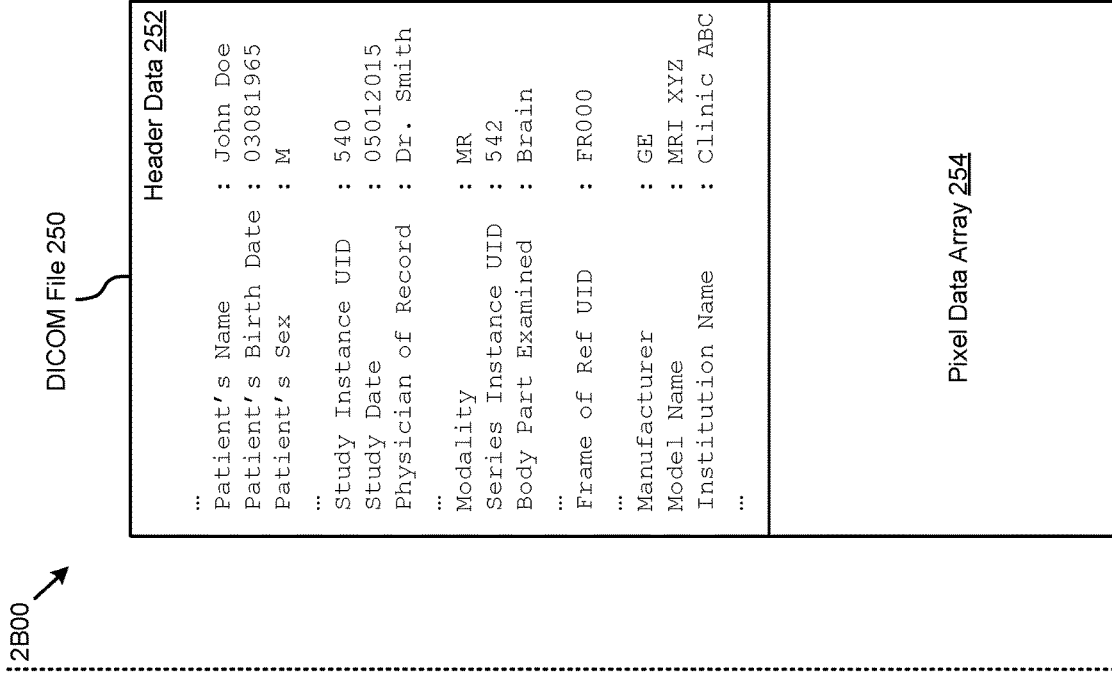 2B00
DICOM File 250
Header Data 252
...
Patient's Name : John Doe
Patient's Birth Date : 03081965
Patient's Sex : M
...
Study Instance UID : 540
Study Date : 05012015
Physician of Record : Dr. Smith
...
Modality : MR
Series Instance UID : 542
Body Part Examined : Brain
...
Frame of Ref UID : FR000
...
Manufacturer : GE
Model Name : MRI XYZ
Institution Name : Clinic ABC
...
Pixel Data Array 254